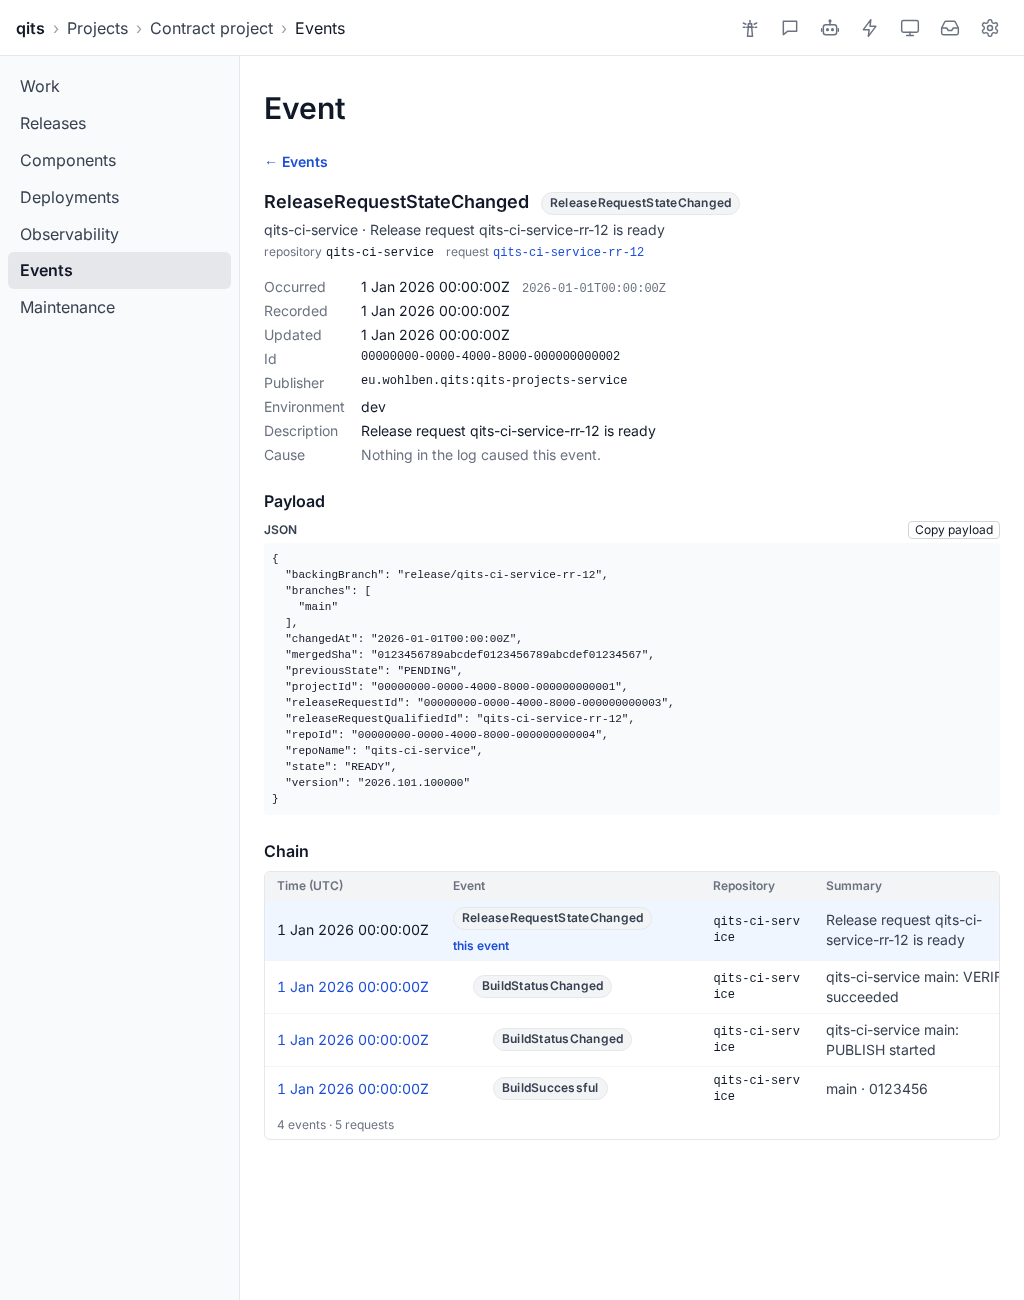 qits › Projects › Contract project › Events
Work
Releases
Components
Deployments
Observability
Events
Maintenance
Event
← Events
ReleaseRequestStateChanged ReleaseRequestStateChanged
qits-ci-service · Release request qits-ci-service-rr-12 is ready
repository qits-ci-service request qits-ci-service-rr-12
Occurred 1 Jan 2026 00:00:00Z 2026-01-01T00:00:00Z
Recorded 1 Jan 2026 00:00:00Z
Updated 1 Jan 2026 00:00:00Z
Id 00000000-0000-4000-8000-000000000002
Publisher eu.wohlben.qits:qits-projects-service
Environment dev
Description Release request qits-ci-service-rr-12 is ready
Cause Nothing in the log caused this event.
Payload
JSON Copy payload
{
  "backingBranch": "release/qits-ci-service-rr-12",
  "branches": [
    "main"
  ],
  "changedAt": "2026-01-01T00:00:00Z",
  "mergedSha": "0123456789abcdef0123456789abcdef01234567",
  "previousState": "PENDING",
  "projectId": "00000000-0000-4000-8000-000000000001",
  "releaseRequestId": "00000000-0000-4000-8000-000000000003",
  "releaseRequestQualifiedId": "qits-ci-service-rr-12",
  "repoId": "00000000-0000-4000-8000-000000000004",
  "repoName": "qits-ci-service",
  "state": "READY",
  "version": "2026.101.100000"
}
Chain
Time (UTC) Event Repository Summary
1 Jan 2026 00:00:00Z ReleaseRequestStateChanged
this event
qits-ci-serv
ice
Release request qits-ci-
service-rr-12 is ready
1 Jan 2026 00:00:00Z BuildStatusChanged
qits-ci-serv
ice
qits-ci-service main: VERIF
succeeded
1 Jan 2026 00:00:00Z BuildStatusChanged
qits-ci-serv
ice
qits-ci-service main:
PUBLISH started
1 Jan 2026 00:00:00Z BuildSuccessful
qits-ci-serv
ice
main · 0123456
4 events · 5 requests